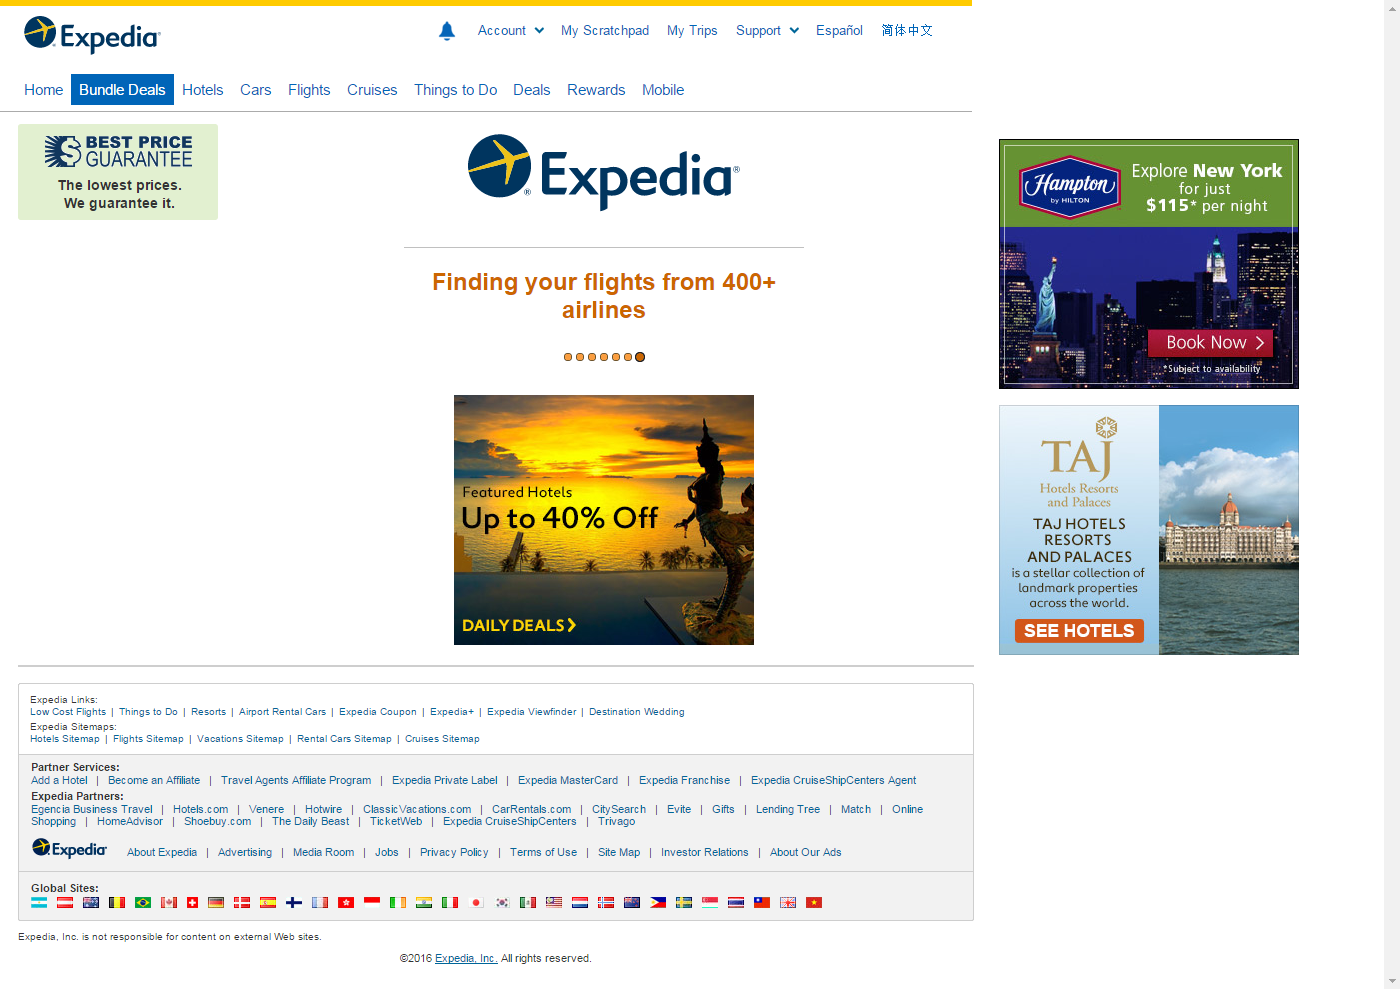 Expedia
Account My Scratchpad My Trips Support Español 简体中文
Home Bundle Deals Hotels Cars Flights Cruises Things to Do Deals Rewards Mobile
BEST PRICE
GUARANTEE
The lowest prices.
We guarantee it.
Expedia®
Finding your flights from 400+
airlines
Featured Hotels
Up to 40% Off
DAILY DEALS
Hampton
by HILTON
Explore New York
for just
$115* per night
Book Now
*Subject to availability
TAJ
Hotels Resorts
and Palaces
TAJ HOTELS
RESORTS
AND PALACES
is a stellar collection of
landmark properties
across the world.
SEE HOTELS
Expedia Links:
Low Cost Flights | Things to Do | Resorts | Airport Rental Cars | Expedia Coupon | Expedia+ | Expedia Viewfinder | Destination Wedding
Expedia Sitemaps:
Hotels Sitemap | Flights Sitemap | Vacations Sitemap | Rental Cars Sitemap | Cruises Sitemap
Partner Services:
Add a Hotel | Become an Affiliate | Travel Agents Affiliate Program | Expedia Private Label | Expedia MasterCard | Expedia Franchise | Expedia CruiseShipCenters Agent
Expedia Partners:
Egencia Business Travel | Hotels.com | Venere | Hotwire | ClassicVacations.com | CarRentals.com | CitySearch | Evite | Gifts | Lending Tree | Match | Online
Shopping | HomeAdvisor | Shoebuy.com | The Daily Beast | TicketWeb | Expedia CruiseShipCenters | Trivago
Expedia About Expedia | Advertising | Media Room | Jobs | Privacy Policy | Terms of Use | Site Map | Investor Relations | About Our Ads
Global Sites:
Expedia, Inc. is not responsible for content on external Web sites.
©2016 Expedia, Inc. All rights reserved.